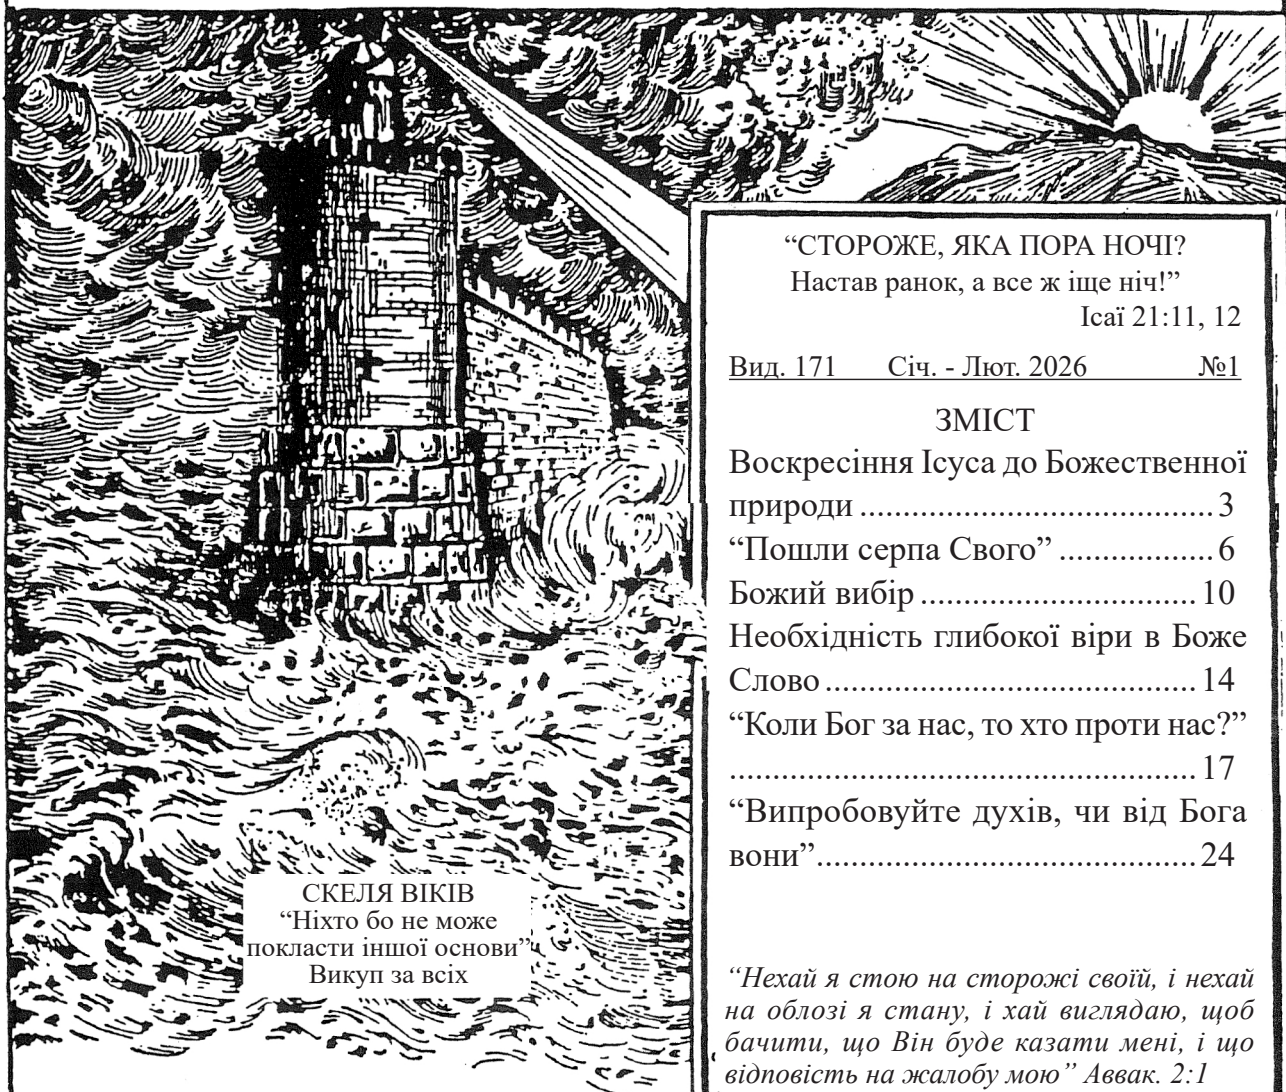 “СТОРОЖЕ, ЯКА ПОРА НОЧІ?
Настав ранок, а все ж іще ніч!”
Ісаї 21:11, 12
Вид. 171 Січ. - Лют. 2026 №1
ЗМІСТ
Воскресіння Ісуса до Божественної
природи ........................................ 3
“Пошли серпа Свого” ................. 6
Божий вибір ................................. 10
Необхідність глибокої віри в Боже
Слово ........................................... 14
“Коли Бог за нас, то хто проти нас?”
..................................................... 17
“Випробовуйте духів, чи від Бога
вони”........................................... 24
СКЕЛЯ ВІКІВ
“Ніхто бо не може
покласти іншої основи”
Викуп за всіх
“Нехай я стою на сторожі своїй, і нехай
на облозі я стану, і хай виглядаю, щоб
бачити, що Він буде казати мені, і що
відповість на жалобу мою” Аввак. 2:1